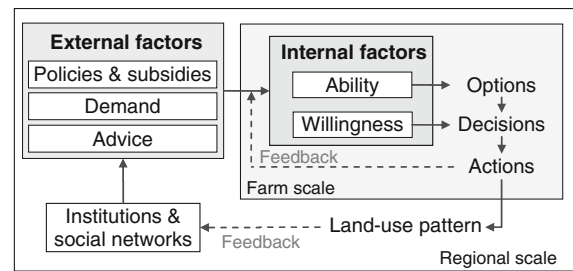 External factors
Policies & subsidies
Demand
Advice
Internal factors
Ability
Willingness
Options
Decisions
Actions
Feedback
Farm scale
Institutions &
social networks
Feedback
Land-use pattern
Regional scale